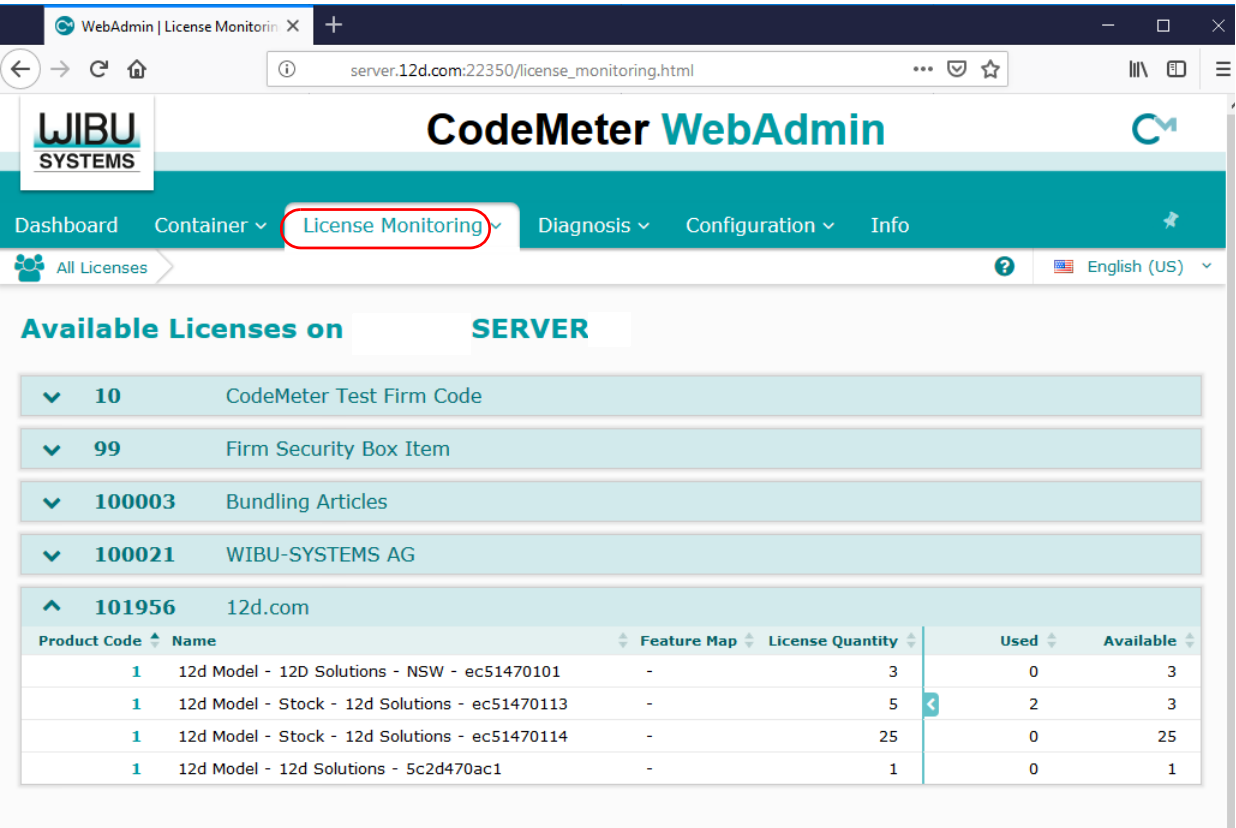 WebAdmin | License Monitorin
server.12d.com:22350/license_monitoring.html
WIBU
SYSTEMS
CodeMeter WebAdmin
CM
Dashboard Container License Monitoring Diagnosis Configuration Info
All Licenses English (US)
Available Licenses on SERVER
10 CodeMeter Test Firm Code
99 Firm Security Box Item
100003 Bundling Articles
100021 WIBU-SYSTEMS AG
101956 12d.com
Product Code Name Feature Map License Quantity Used Available
1 12d Model - 12D Solutions - NSW - ec51470101 - 3 0 3
1 12d Model - Stock - 12d Solutions - ec51470113 - 5 2 3
1 12d Model - Stock - 12d Solutions - ec51470114 - 25 0 25
1 12d Model - 12d Solutions - 5c2d470ac1 - 1 0 1